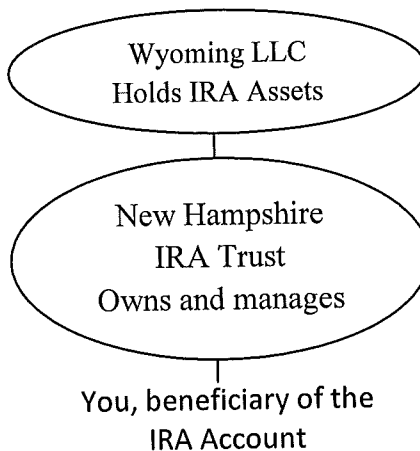 Wyoming LLC
Holds IRA Assets
New Hampshire
IRA Trust
Owns and manages
You, beneficiary of the
IRA Account